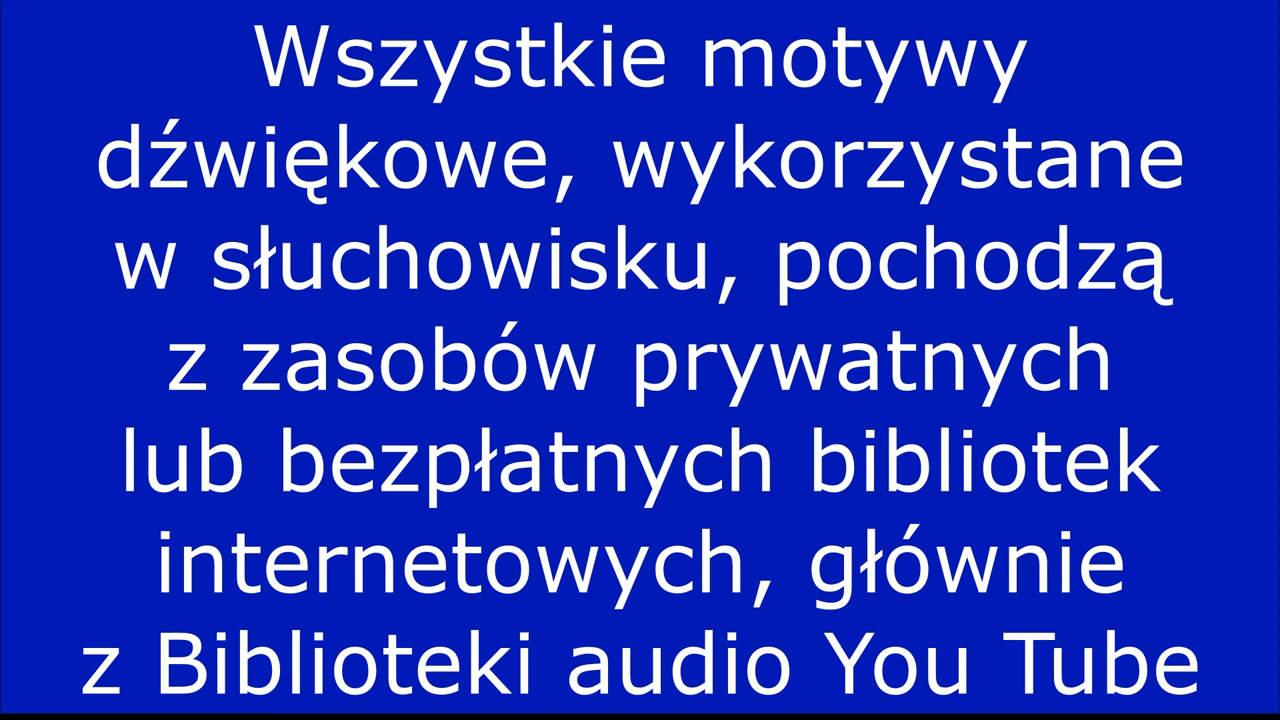 Wszystkie motywy
dźwiękowe, wykorzystane
w słuchowisku, pochodzą
z zasobów prywatnych
lub bezpłatnych bibliotek
internetowych, głównie
z Biblioteki audio You Tube